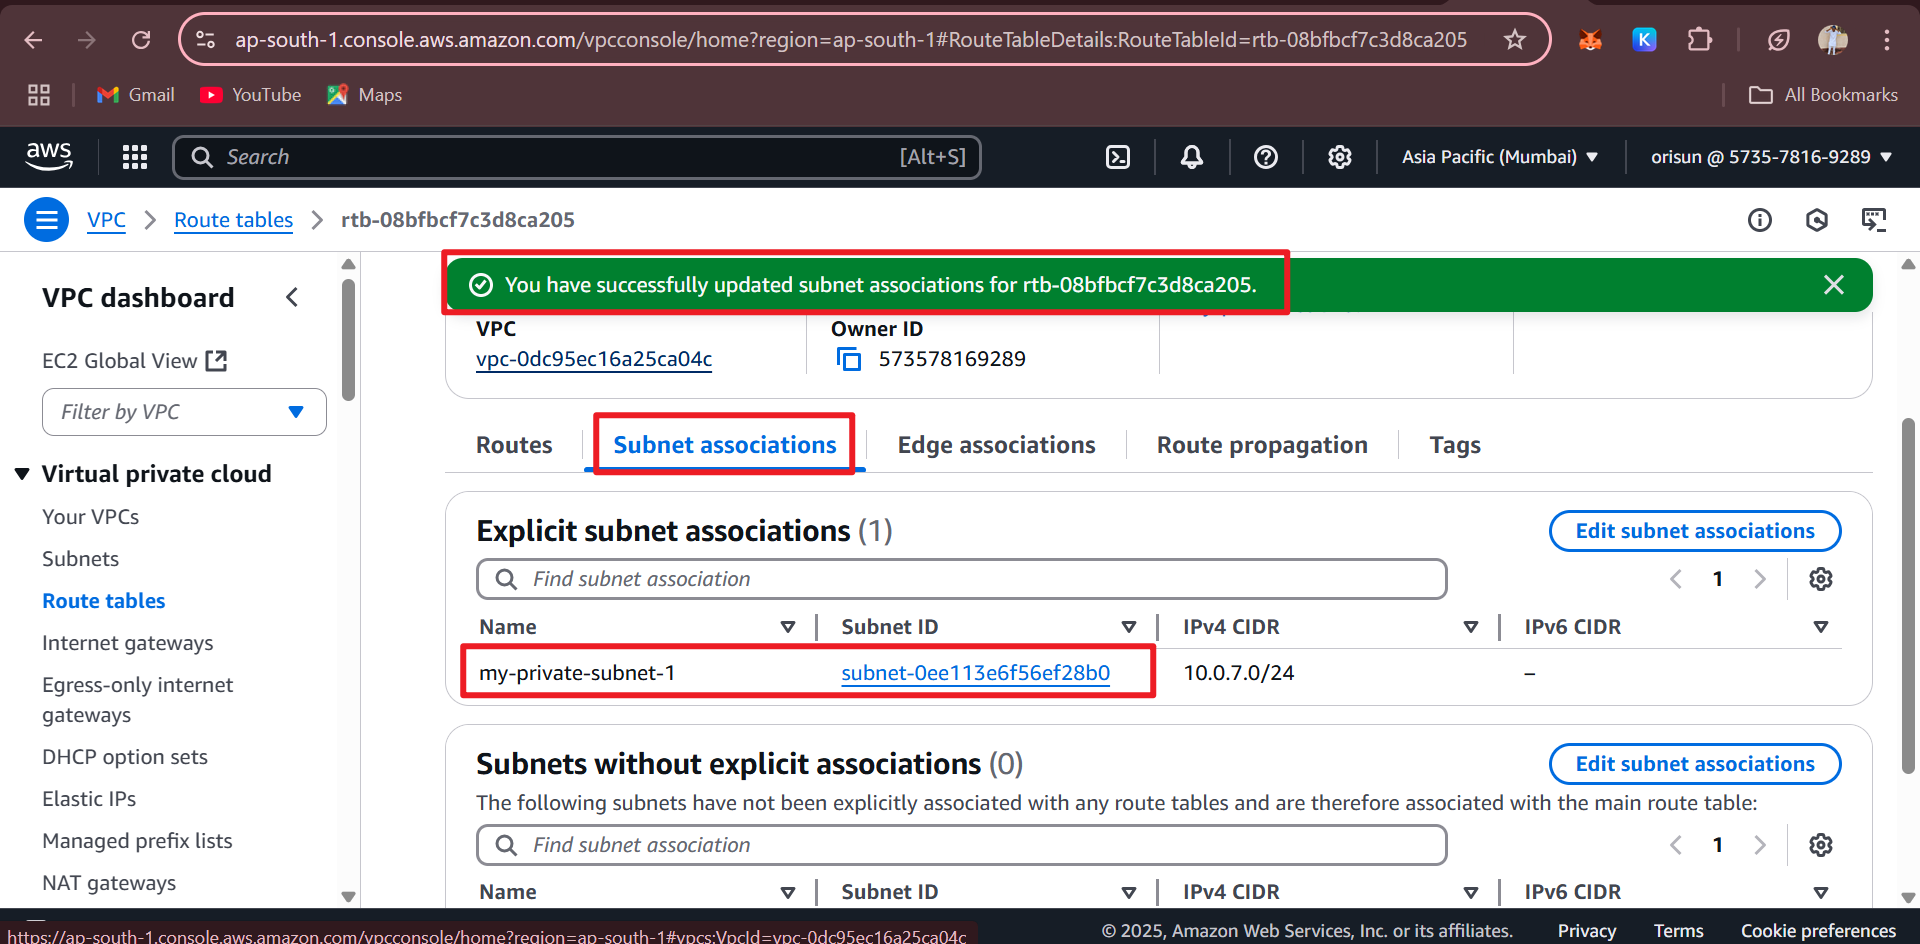 ap-south-1.console.aws.amazon.com/vpcconsole/home?region=ap-south-1#RouteTableDetails:RouteTableId=rtb-08bfbcf7c3d8ca205
K
Gmail
YouTube
Maps
All Bookmarks
aws
Search
[Alt+S]
Asia Pacific (Mumbai)
orisun @ 5735-7816-9289
VPC
Route tables
rtb-08bfbcf7c3d8ca205
VPC dashboard
EC2 Global View
Filter by VPC
Virtual private cloud
Your VPCs
Subnets
Route tables
Internet gateways
Egress-only internet
gateways
DHCP option sets
Elastic IPs
Managed prefix lists
NAT gateways
You have successfully updated subnet associations for rtb-08bfbcf7c3d8ca205.
VPC
vpc-0dc95ec16a25ca04c
Owner ID
573578169289
Routes
Subnet associations
Edge associations
Route propagation
Tags
Explicit subnet associations (1)
Edit subnet associations
Find subnet association
1
Name
Subnet ID
IPv4 CIDR
IPv6 CIDR
my-private-subnet-1
subnet-0ee113e6f56ef28b0
10.0.7.0/24
–
Subnets without explicit associations (0)
Edit subnet associations
The following subnets have not been explicitly associated with any route tables and are therefore associated with the main route table:
Find subnet association
1
Name
Subnet ID
IPv4 CIDR
IPv6 CIDR
https://ap-south-1.console.aws.amazon.com/vpcconsole/home?region=ap-south-1#vpcs:VpcId=vpc-0dc95ec16a25ca04c
© 2025, Amazon Web Services, Inc. or its affiliates.
Privacy
Terms
Cookie preferences